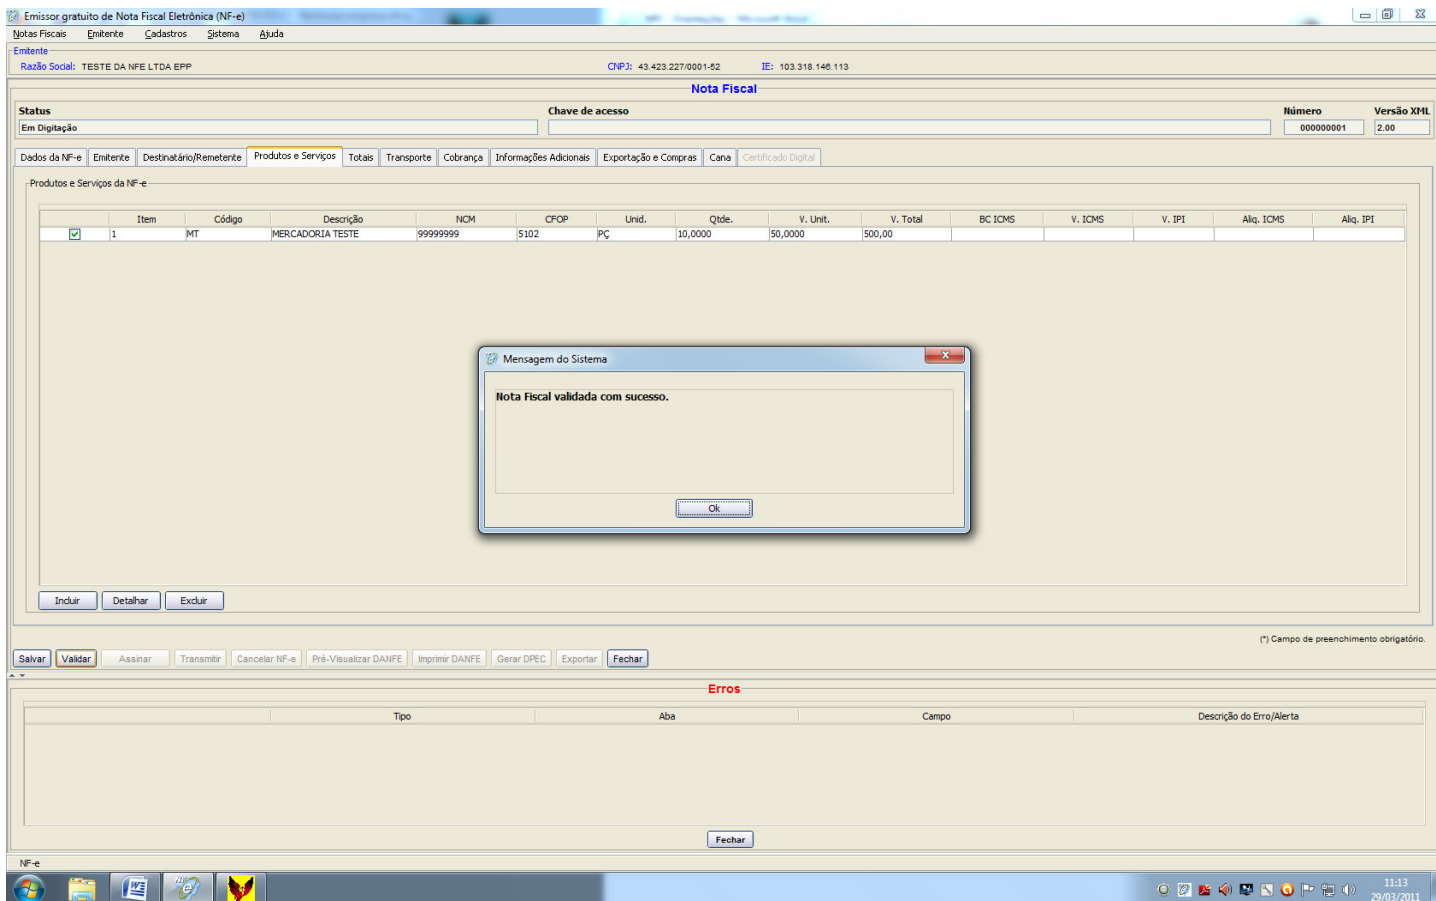 Emissor gratuito de Nota Fiscal Eletrônica (NF-e)
Notas Fiscais Emitente Cadastros Sistema Ajuda
Emitente
Razão Social: TESTE DA NFE LTDA EPP CNPJ: 43.423.227/0001-52 IE: 103.318.146.113
Nota Fiscal
Status Chave de acesso Número Versão XML
Em Digitação 000000001 2.00
Dados da NF-e Emitente Destinatário/Remetente Produtos e Serviços Totais Transporte Cobrança Informações Adicionais Exportação e Compras Cana Certificado Digital
Produtos e Serviços da NF-e
Item Código Descrição NCM CFOP Unid. Qtde. V. Unit. V. Total BC ICMS V. ICMS V. IPI Aliq. ICMS Aliq. IPI
1 MT MERCADORIA TESTE 99999999 5102 PÇ 10,0000 50,0000 500,00
Mensagem do Sistema
Nota Fiscal validada com sucesso.
Ok
Incluir Detalhar Excluir
(*) Campo de preenchimento obrigatório.
Salvar Validar Assinar Transmitir Cancelar NF-e Pré-Visualizar DANFE Imprimir DANFE Gerar DPEC Exportar Fechar
Erros
Tipo Aba Campo Descrição do Erro/Alerta
Fechar
NF-e
11:13
29/03/2011